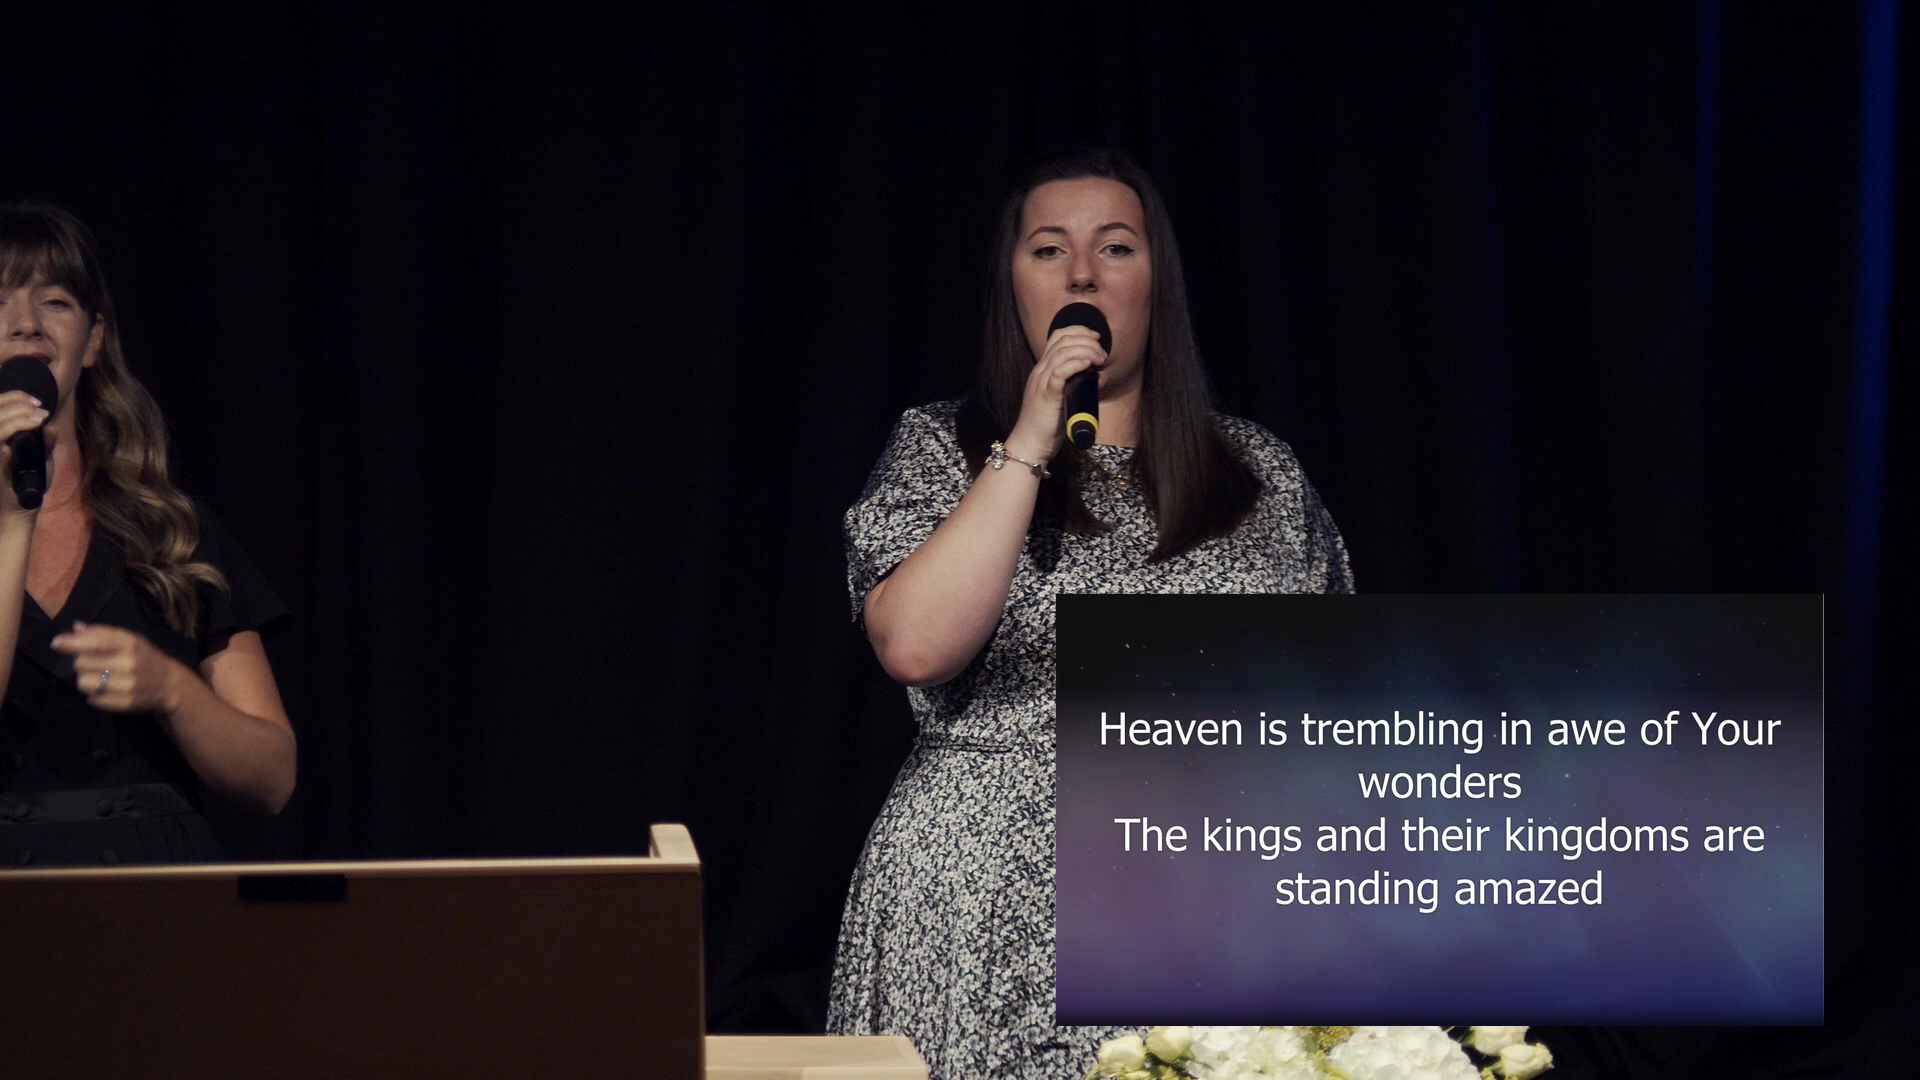 Heaven is trembling in awe of Your
wonders
The kings and their kingdoms are
standing amazed